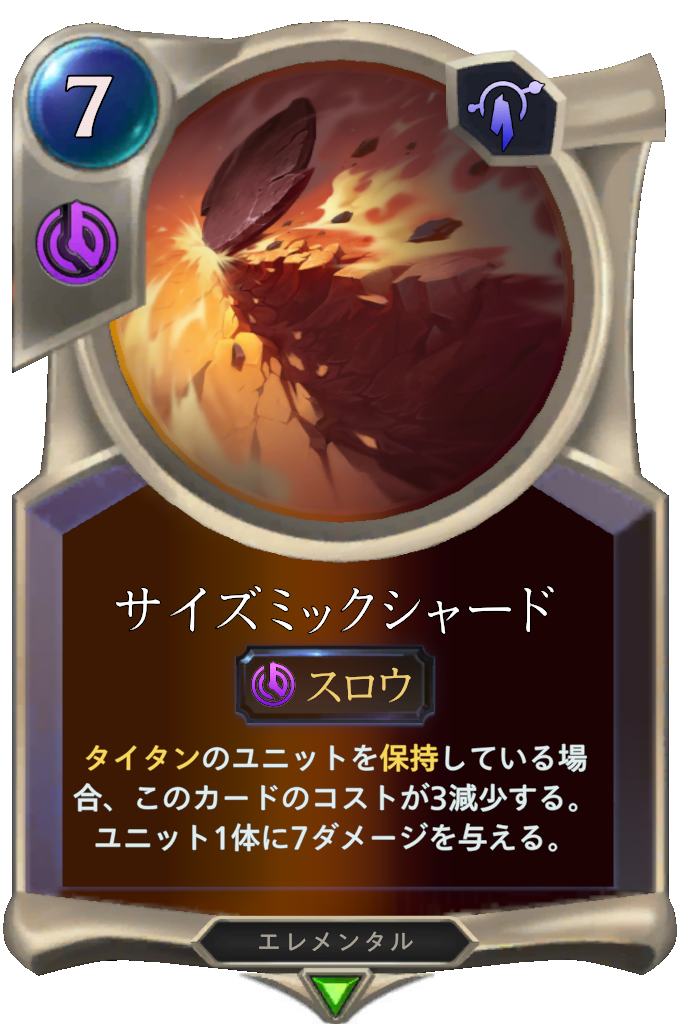 7
サイズミックシャード
スロウ
タイタンのユニットを保持している場
合、このカードのコストが3減少する。
ユニット1体に7ダメージを与える。
エレメンタル